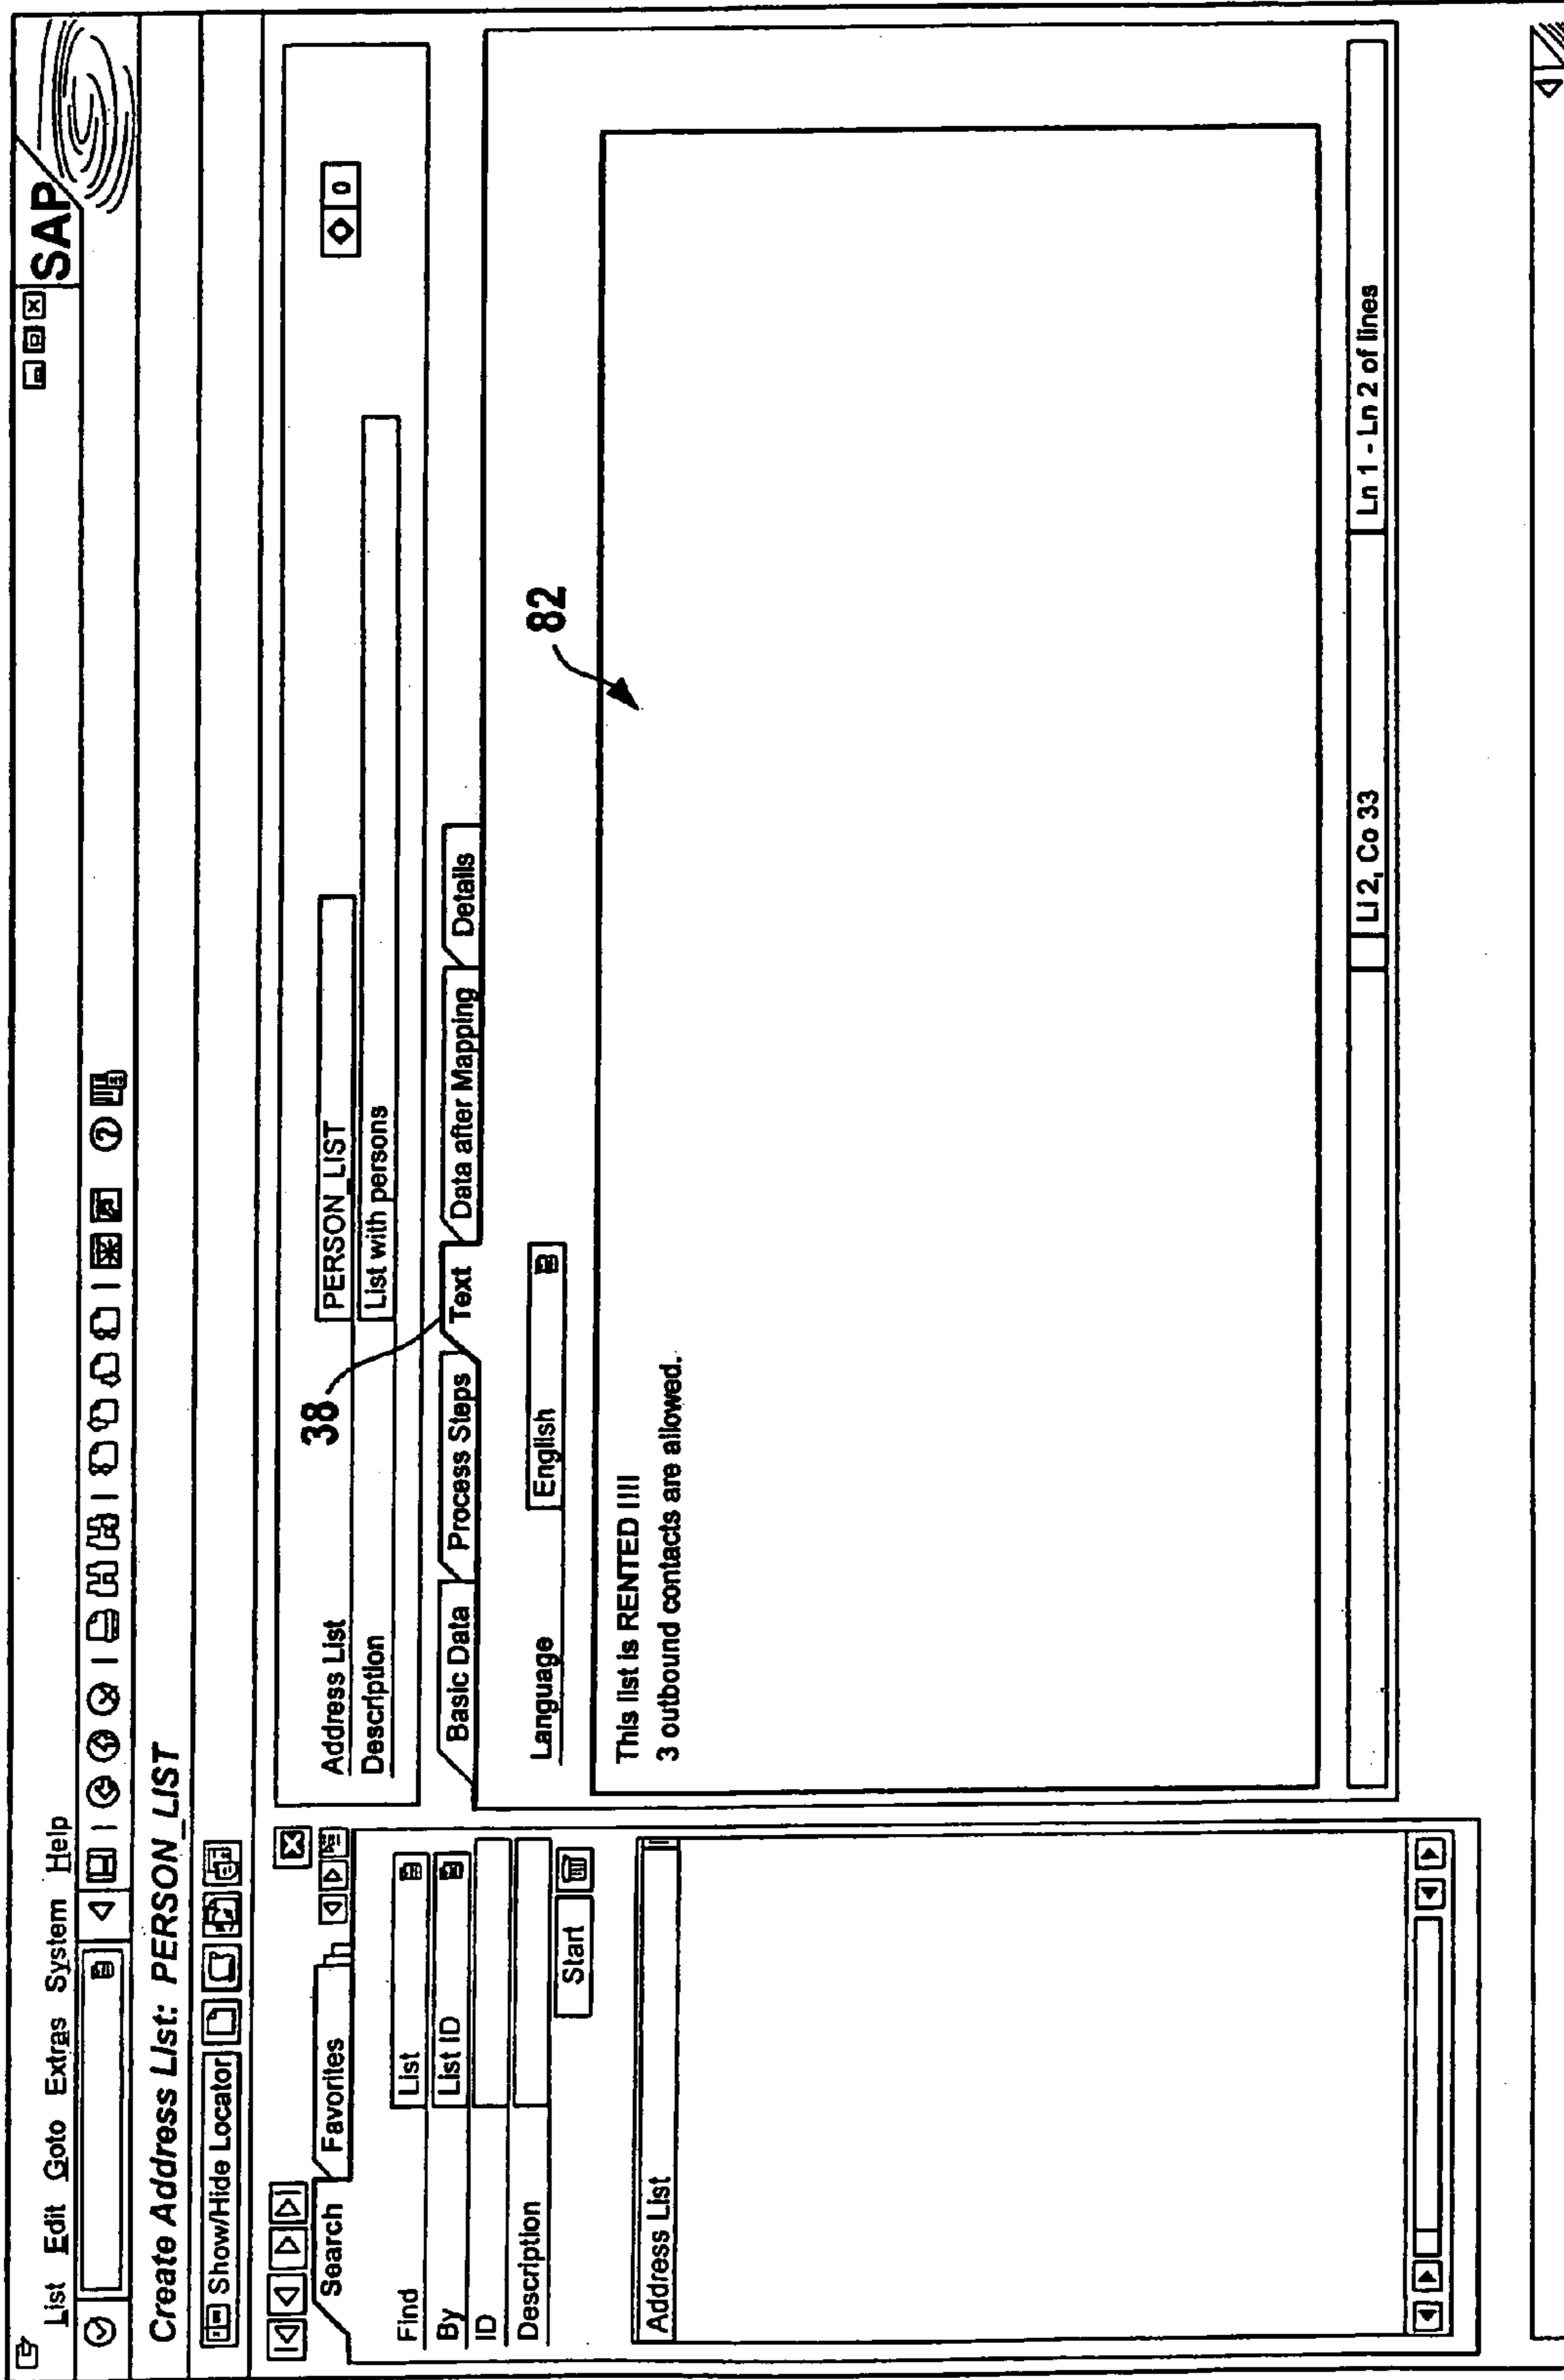 SAP
List Edit Goto Extras System Help
Create Address List: PERSON_LIST
Show/Hide Locator
Search Favorites
Find List
By List ID
ID
Description
Start
Address List
Address List PERSON_LIST 0
Description List with persons
38
Basic Data Process Steps Text Data after Mapping Details
Language English
82
This list is RENTED !!!!
3 outbound contacts are allowed.
Li 2, Co 33 Ln 1 - Ln 2 of lines